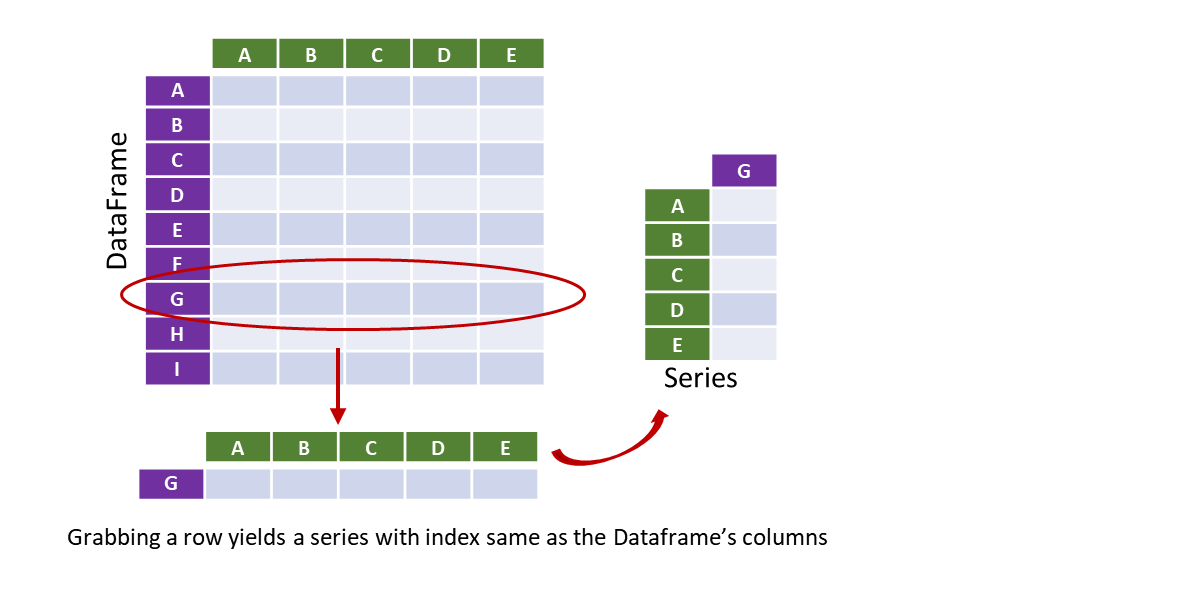 A B C D E
A
B
C
D
E
F
G
H
I
DataFrame
G
A
B
C
D
E
Series
A B C D E
G
Grabbing a row yields a series with index same as the Dataframe’s columns